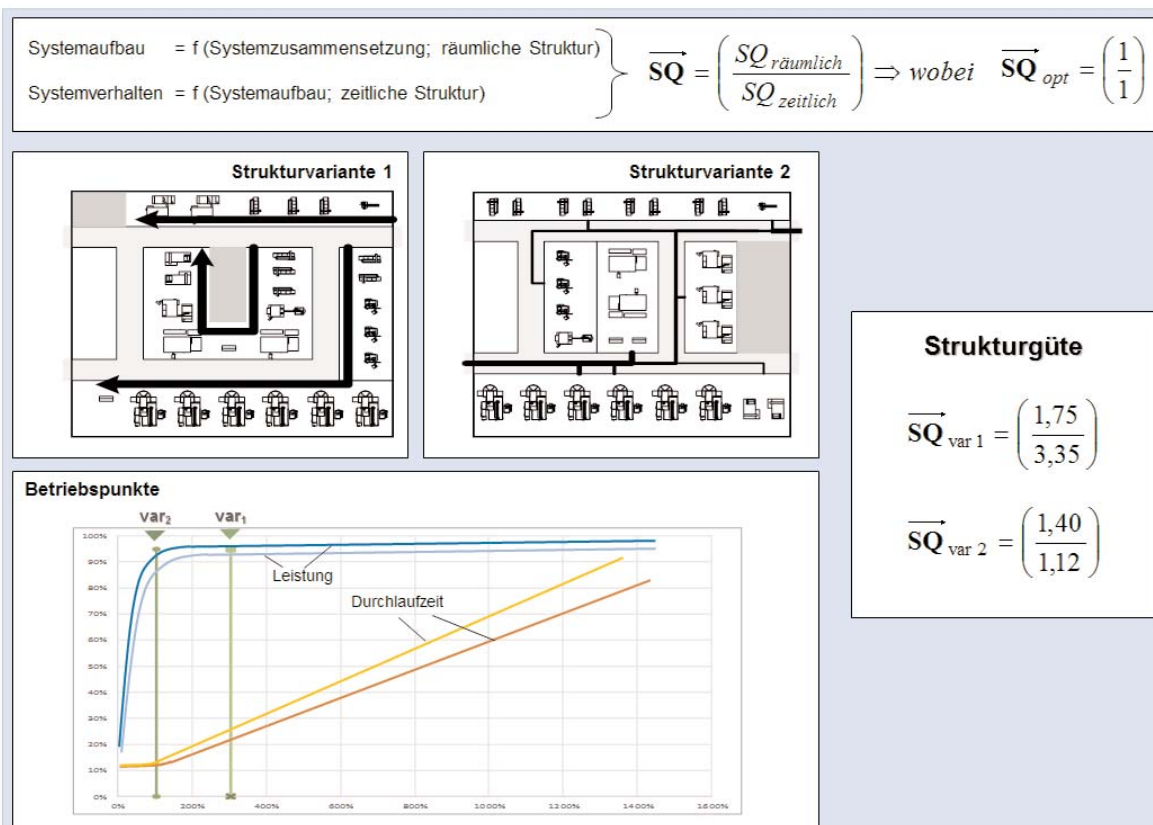 Systemaufbau = f (Systemzusammensetzung; räumliche Struktur)
Systemverhalten = f (Systemaufbau; zeitliche Struktur)
SQ = (SQ räumlich / SQ zeitlich) ⇒ wobei SQ opt = (1 / 1)
Strukturvariante 1
Strukturvariante 2
Strukturgüte
SQ var 1 = (1,75 / 3,35)
SQ var 2 = (1,40 / 1,12)
Betriebspunkte
var2 var1
100%
90%
80%
70%
60%
50%
40%
30%
20%
10%
0%
Leistung
Durchlaufzeit
0% 200% 400% 600% 800% 1000% 1200% 1400% 1600%